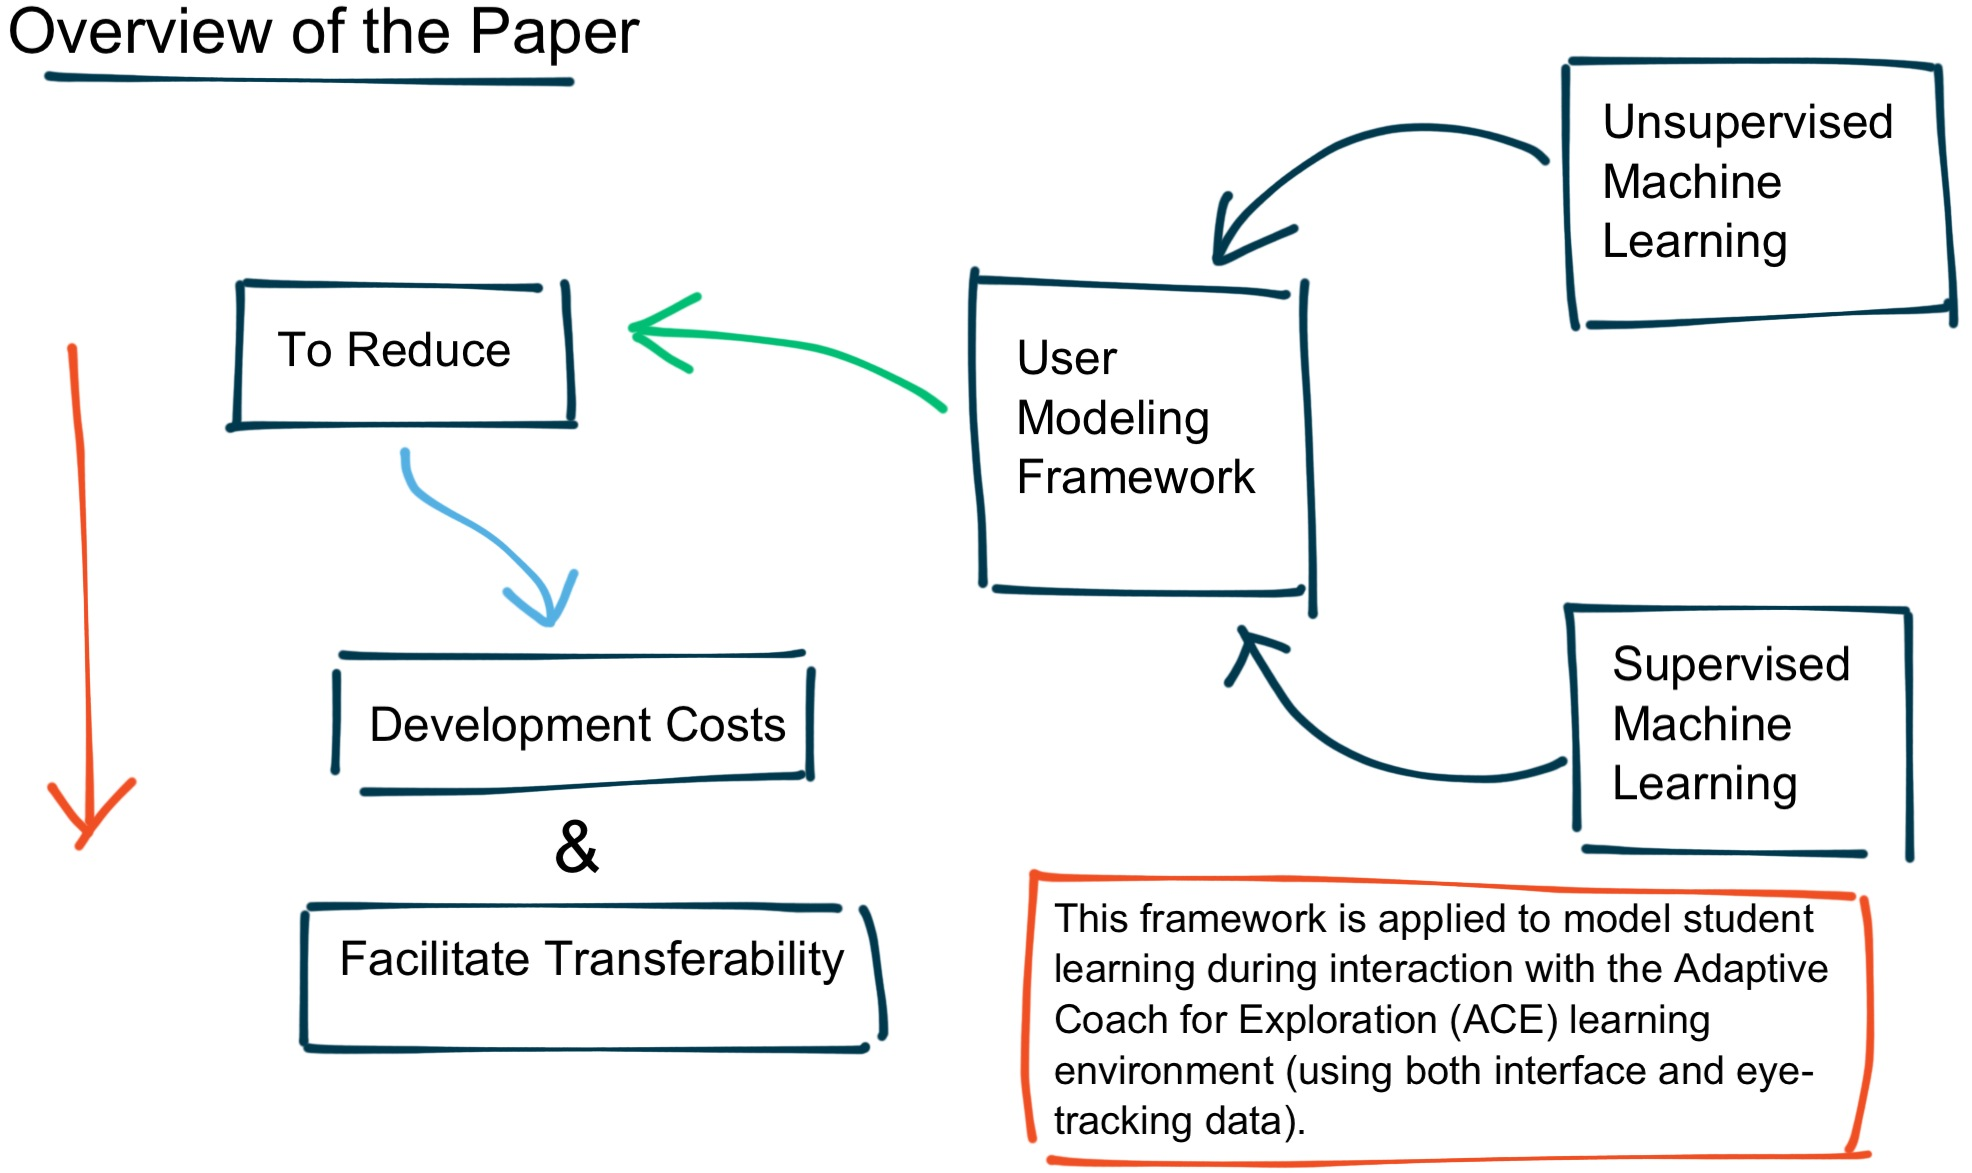 Overview of the Paper
Unsupervised
Machine
Learning
To Reduce
User
Modeling
Framework
Development Costs
&
Facilitate Transferability
Supervised
Machine
Learning
This framework is applied to model student
learning during interaction with the Adaptive
Coach for Exploration (ACE) learning
environment (using both interface and eye-
tracking data).